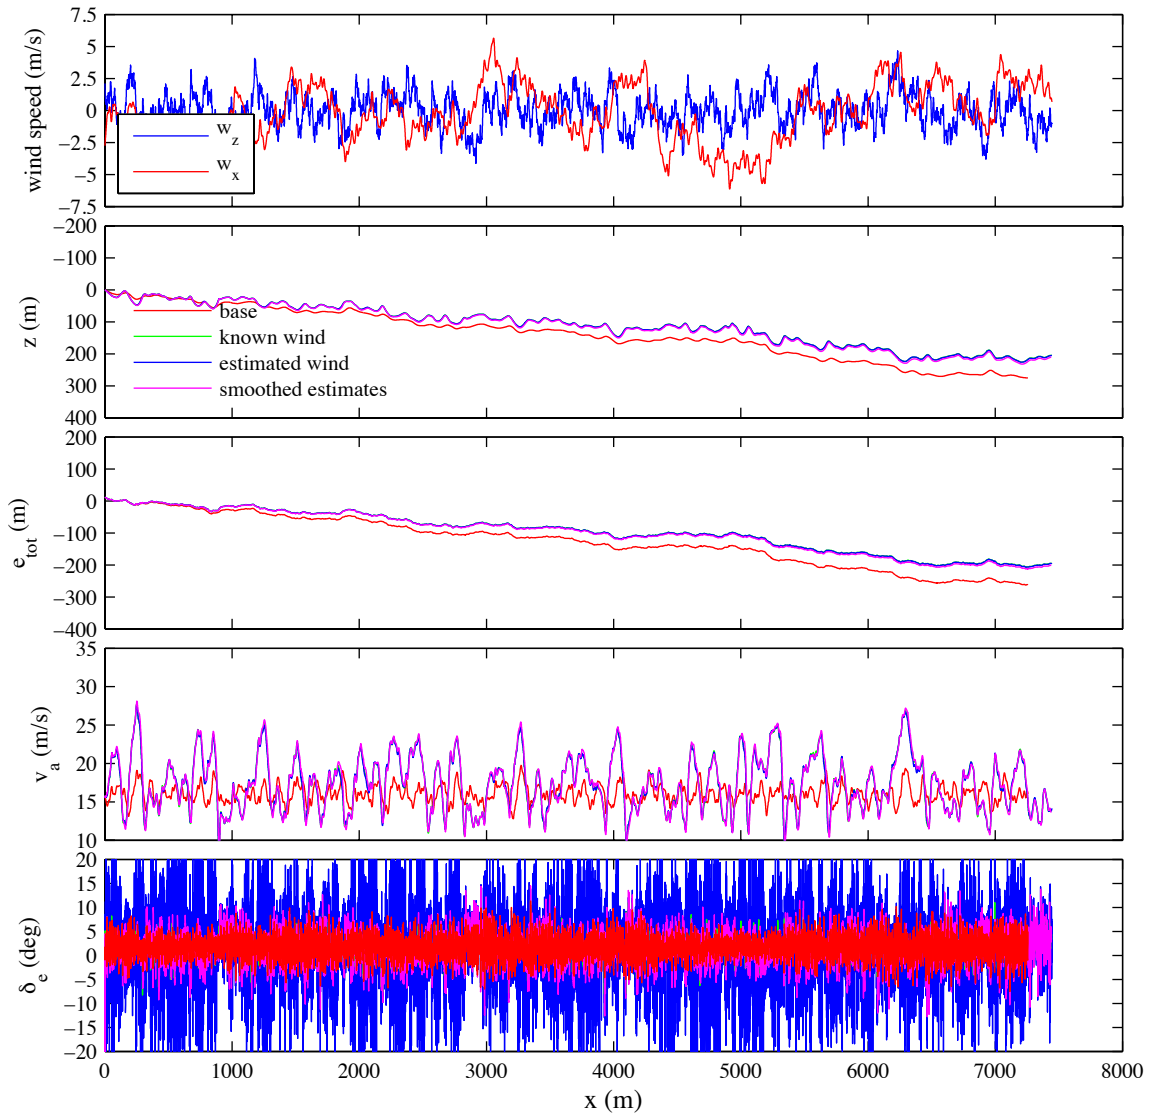 7.5
5
2.5
0
−2.5
−5
−7.5
wind speed (m/s)
w_z
w_x
−200
−100
0
100
200
300
400
z (m)
base
known wind
estimated wind
smoothed estimates
200
100
0
−100
−200
−300
−400
e_tot (m)
35
30
25
20
15
10
v_a (m/s)
20
15
10
5
0
−5
−10
−15
−20
δ_e (deg)
0 1000 2000 3000 4000 5000 6000 7000 8000
x (m)